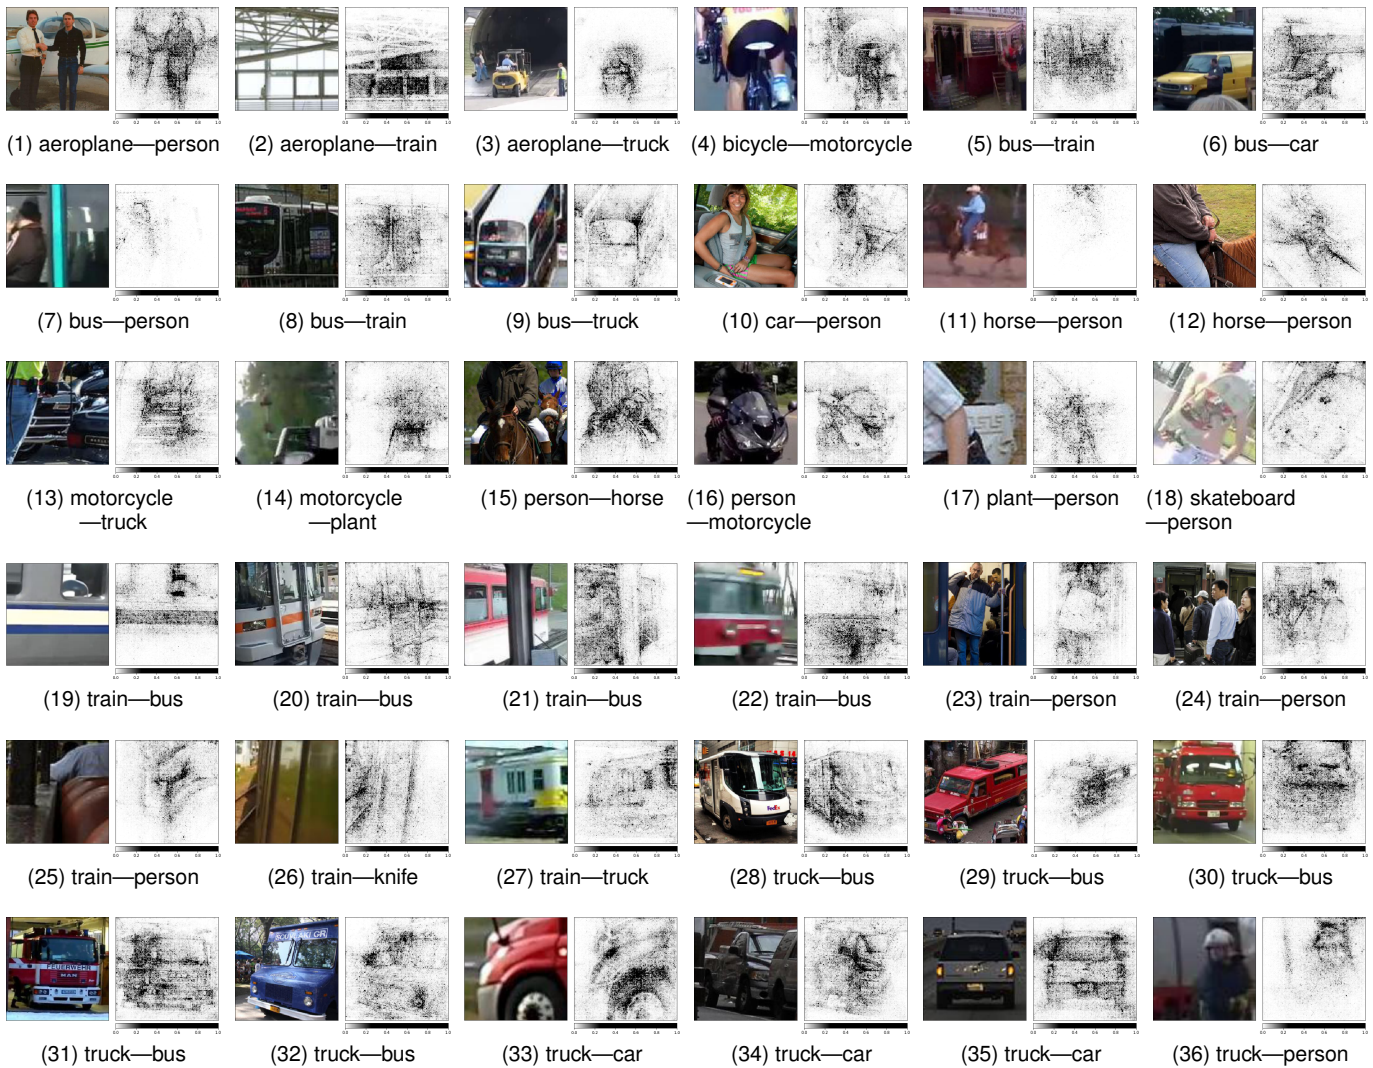 (1) aeroplane—person
(2) aeroplane—train
(3) aeroplane—truck
(4) bicycle—motorcycle
(5) bus—train
(6) bus—car
(7) bus—person
(8) bus—train
(9) bus—truck
(10) car—person
(11) horse—person
(12) horse—person
(13) motorcycle
—truck
(14) motorcycle
—plant
(15) person—horse
(16) person
—motorcycle
(17) plant—person
(18) skateboard
—person
(19) train—bus
(20) train—bus
(21) train—bus
(22) train—bus
(23) train—person
(24) train—person
(25) train—person
(26) train—knife
(27) train—truck
FedEx
(28) truck—bus
(29) truck—bus
(30) truck—bus
FEUERWEHR
MAN
(31) truck—bus
(32) truck—bus
(33) truck—car
(34) truck—car
(35) truck—car
(36) truck—person